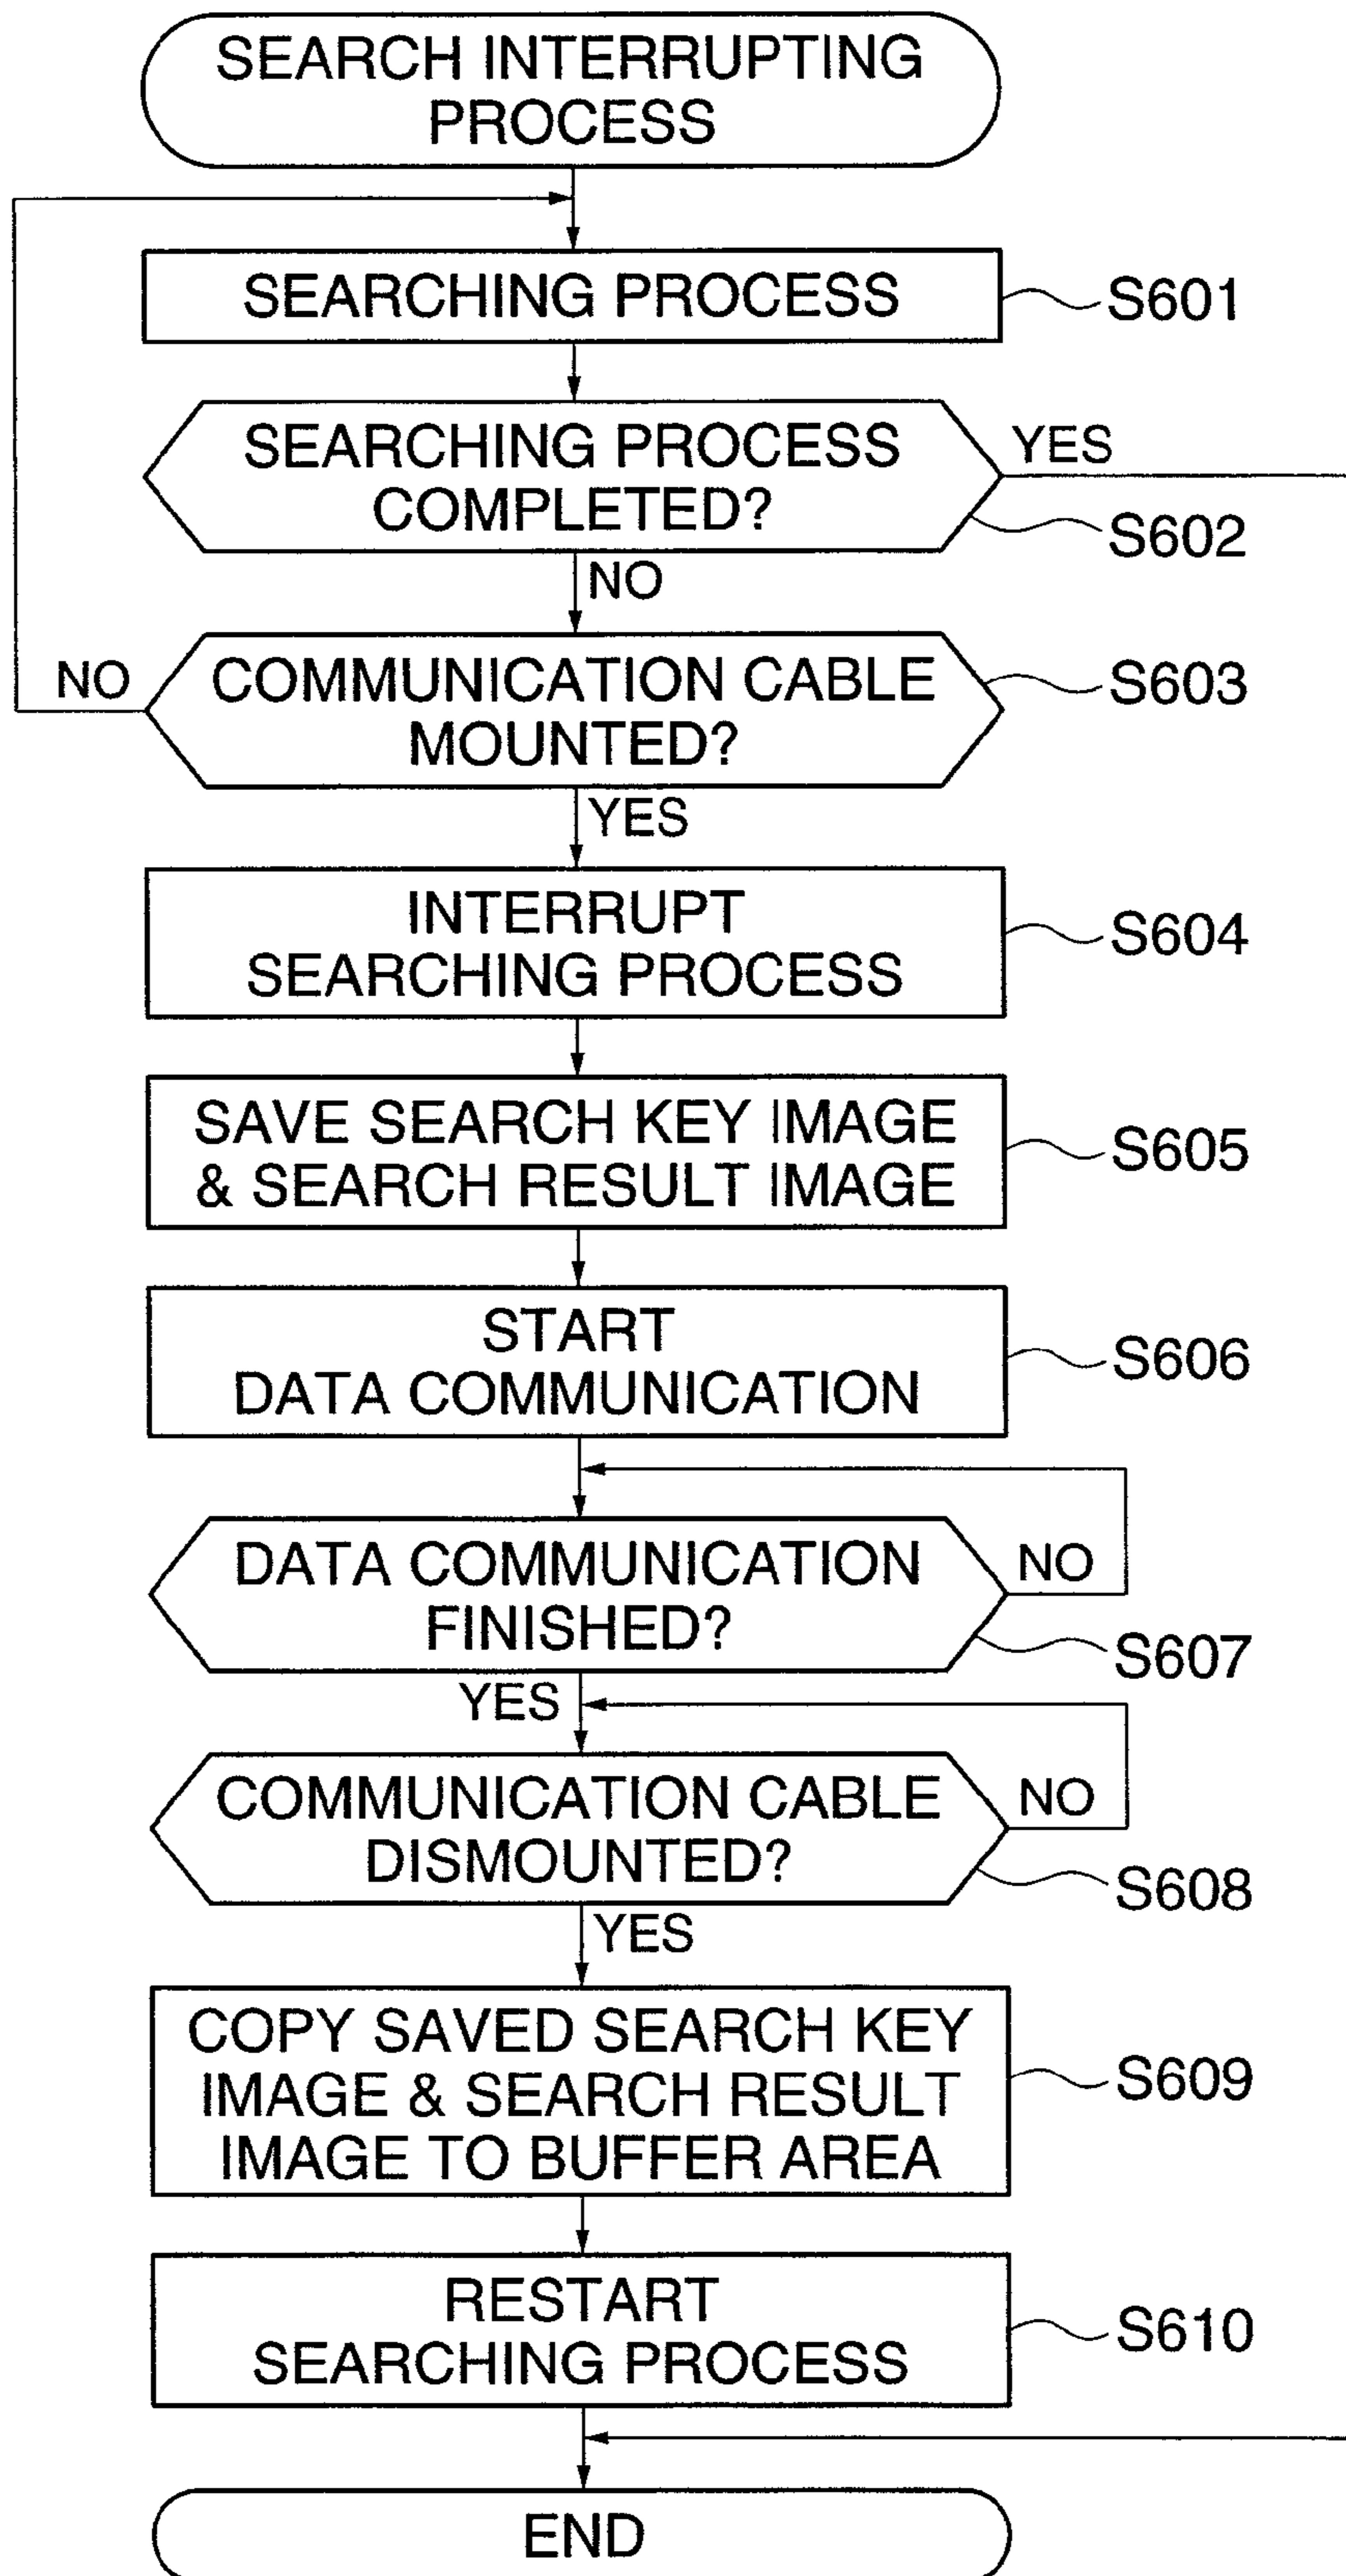 SEARCH INTERRUPTING
PROCESS
SEARCHING PROCESS
S601
SEARCHING PROCESS
COMPLETED?
YES
S602
NO
COMMUNICATION CABLE
MOUNTED?
NO
S603
YES
INTERRUPT
SEARCHING PROCESS
S604
SAVE SEARCH KEY IMAGE
& SEARCH RESULT IMAGE
S605
START
DATA COMMUNICATION
S606
DATA COMMUNICATION
FINISHED?
NO
S607
YES
COMMUNICATION CABLE
DISMOUNTED?
NO
S608
YES
COPY SAVED SEARCH KEY
IMAGE & SEARCH RESULT
IMAGE TO BUFFER AREA
S609
RESTART
SEARCHING PROCESS
S610
END